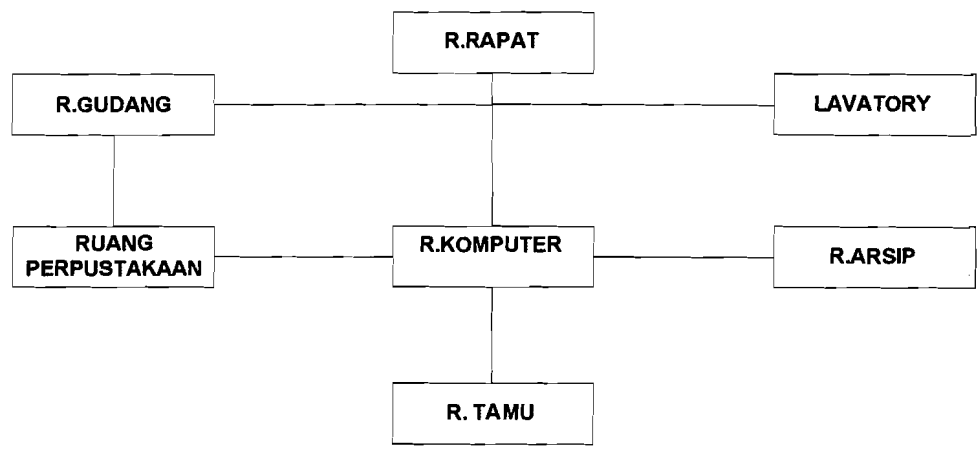 R.RAPAT
R.GUDANG
LAVATORY
RUANG
PERPUSTAKAAN
R.KOMPUTER
R.ARSIP
R. TAMU